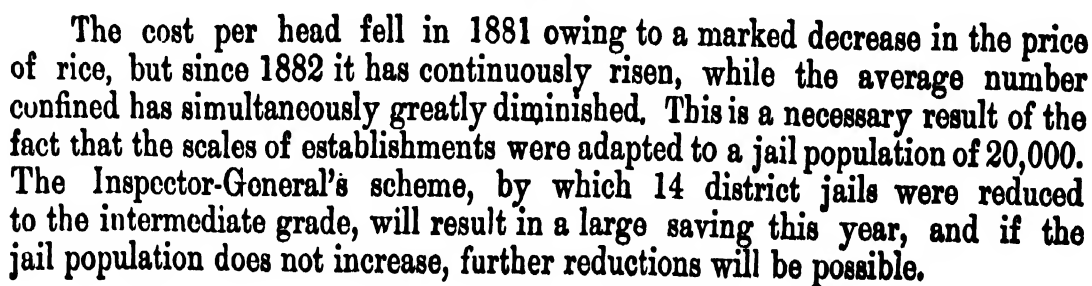 The cost per head fell in 1881 owing to a marked decrease in the price
of rice, but since 1882 it has continuously risen, while the average number
confined has simultaneously greatly diminished. This is a necessary result of the
fact that the scales of establishments were adapted to a jail population of 20,000.
The Inspector-General's scheme, by which 14 district jails were reduced
to the intermediate grade, will result in a large saving this year, and if the
jail population does not increase, further reductions will be possible.